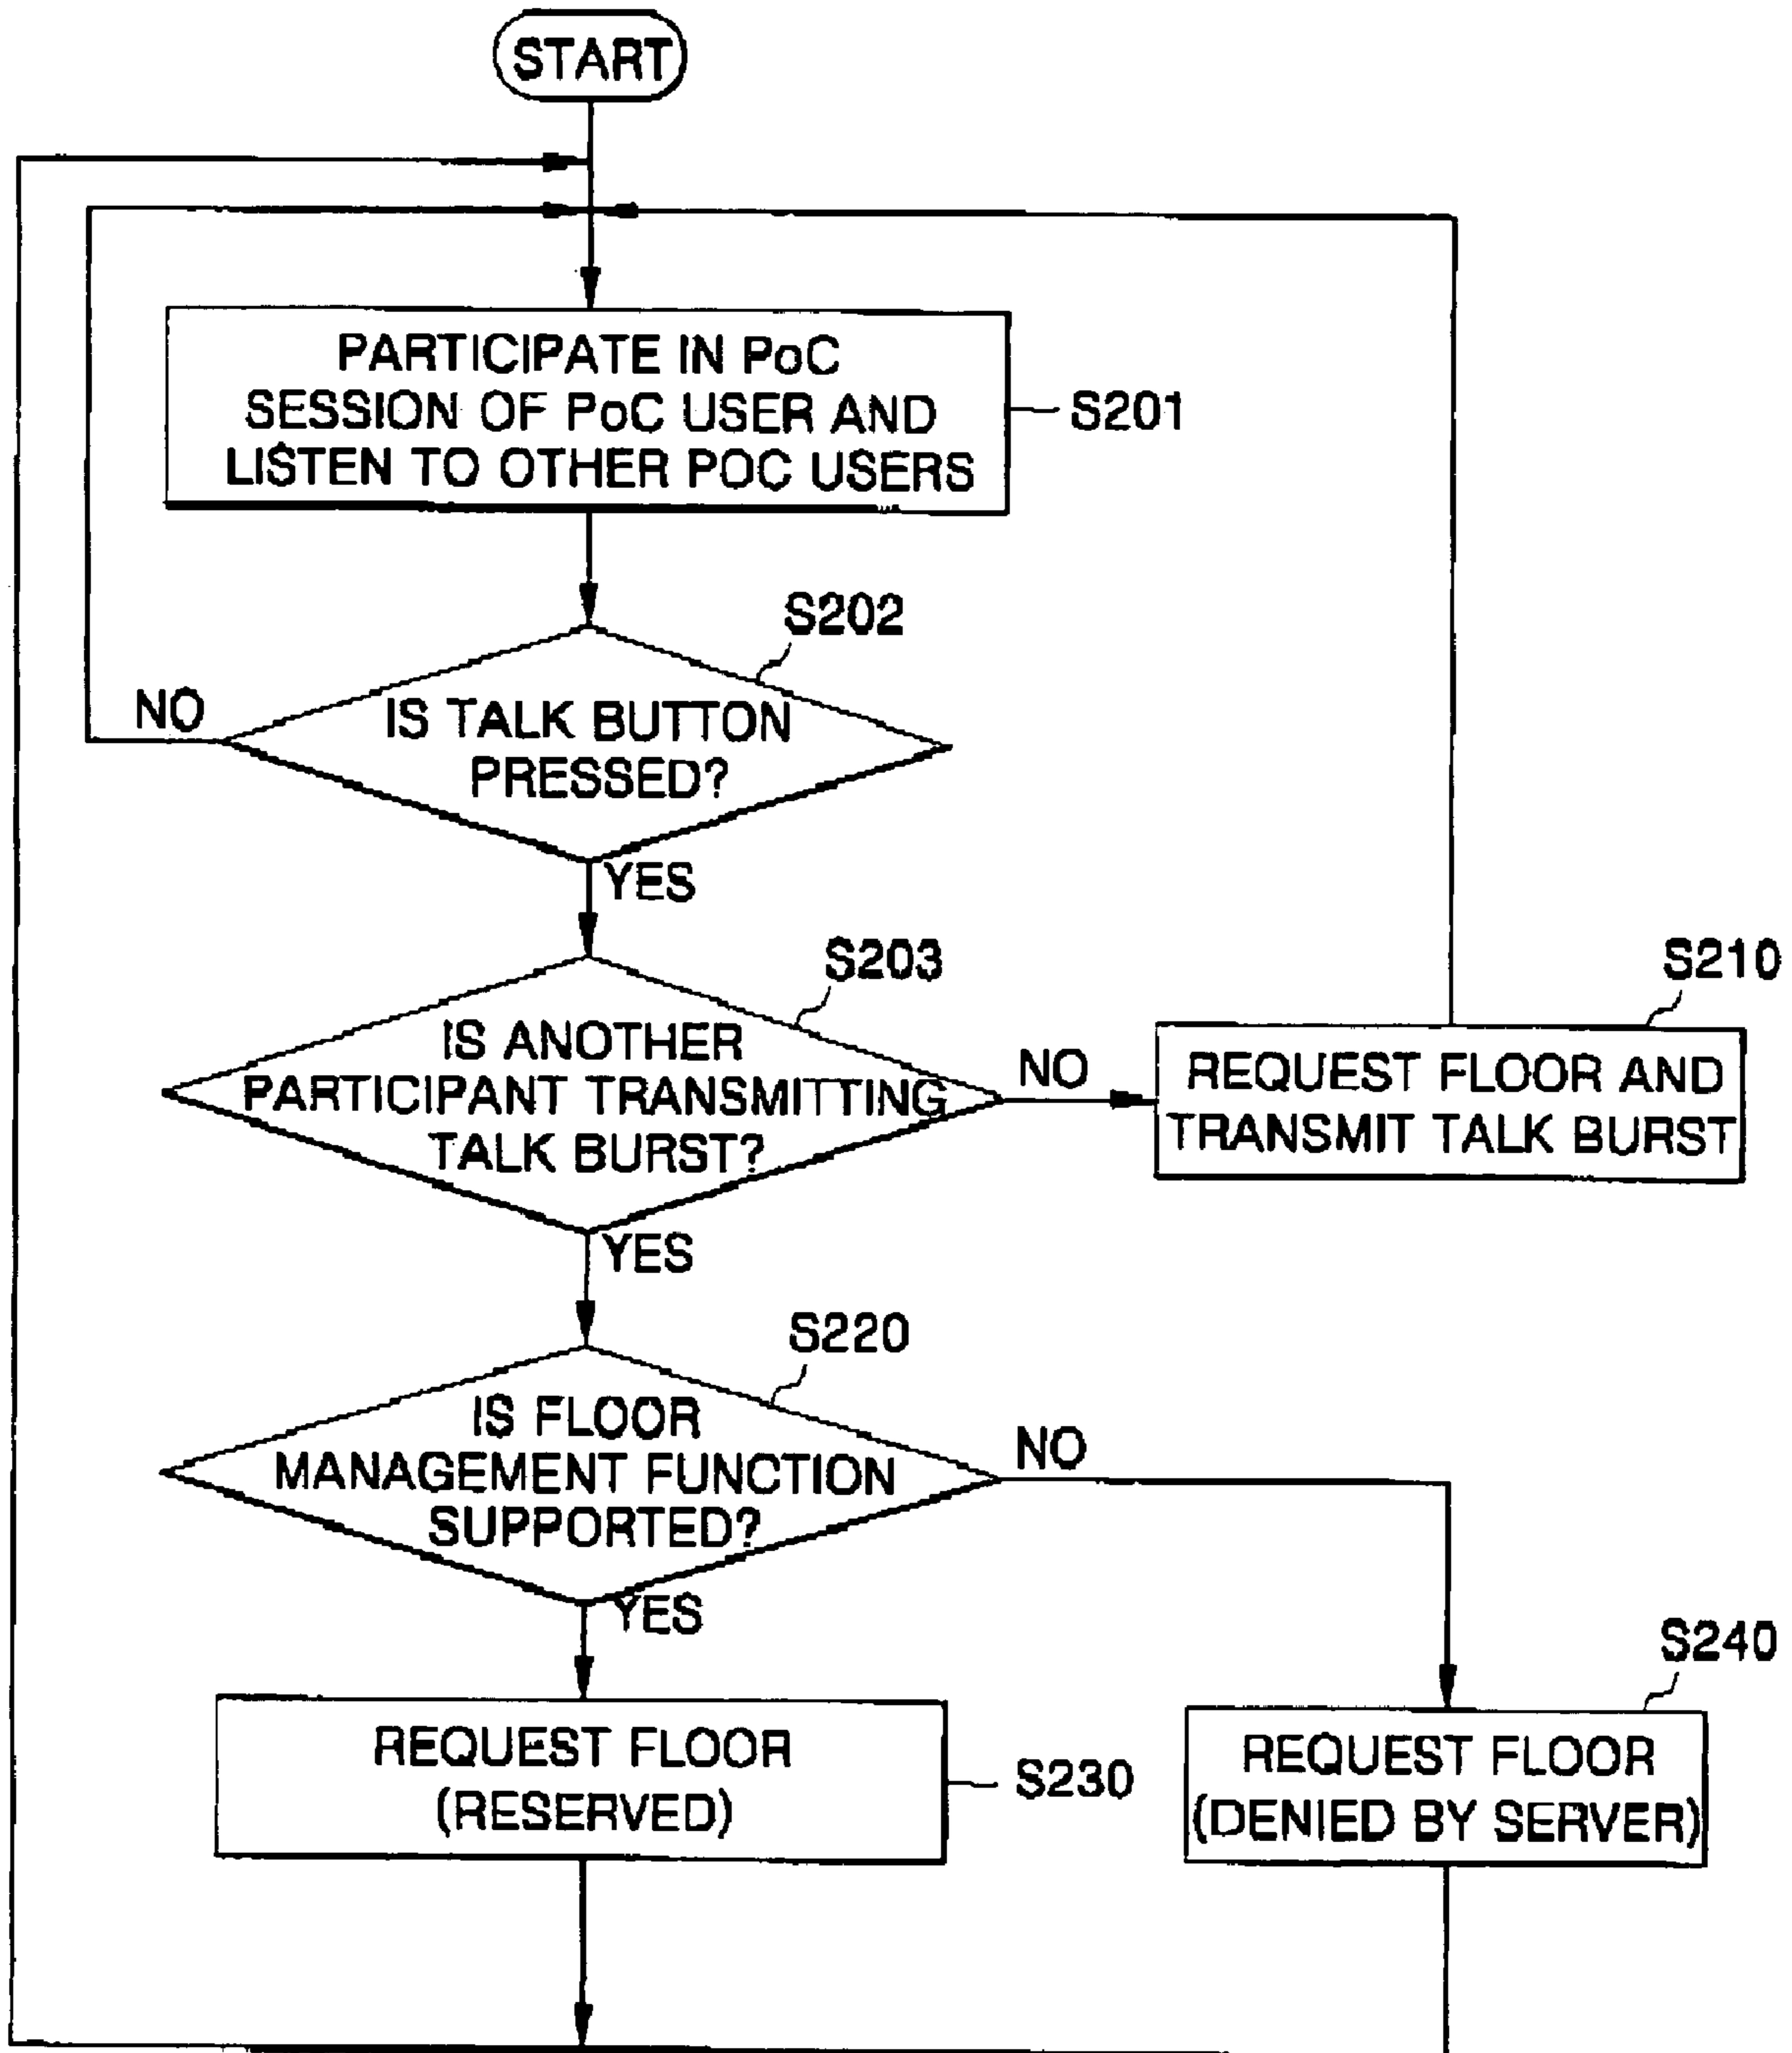 START
PARTICIPATE IN PoC
SESSION OF PoC USER AND
LISTEN TO OTHER POC USERS
S201
S202
NO
IS TALK BUTTON
PRESSED?
YES
S203
S210
IS ANOTHER
PARTICIPANT TRANSMITTING
TALK BURST?
NO
REQUEST FLOOR AND
TRANSMIT TALK BURST
YES
S220
IS FLOOR
MANAGEMENT FUNCTION
SUPPORTED?
NO
YES
S240
REQUEST FLOOR
(RESERVED)
S230
REQUEST FLOOR
(DENIED BY SERVER)